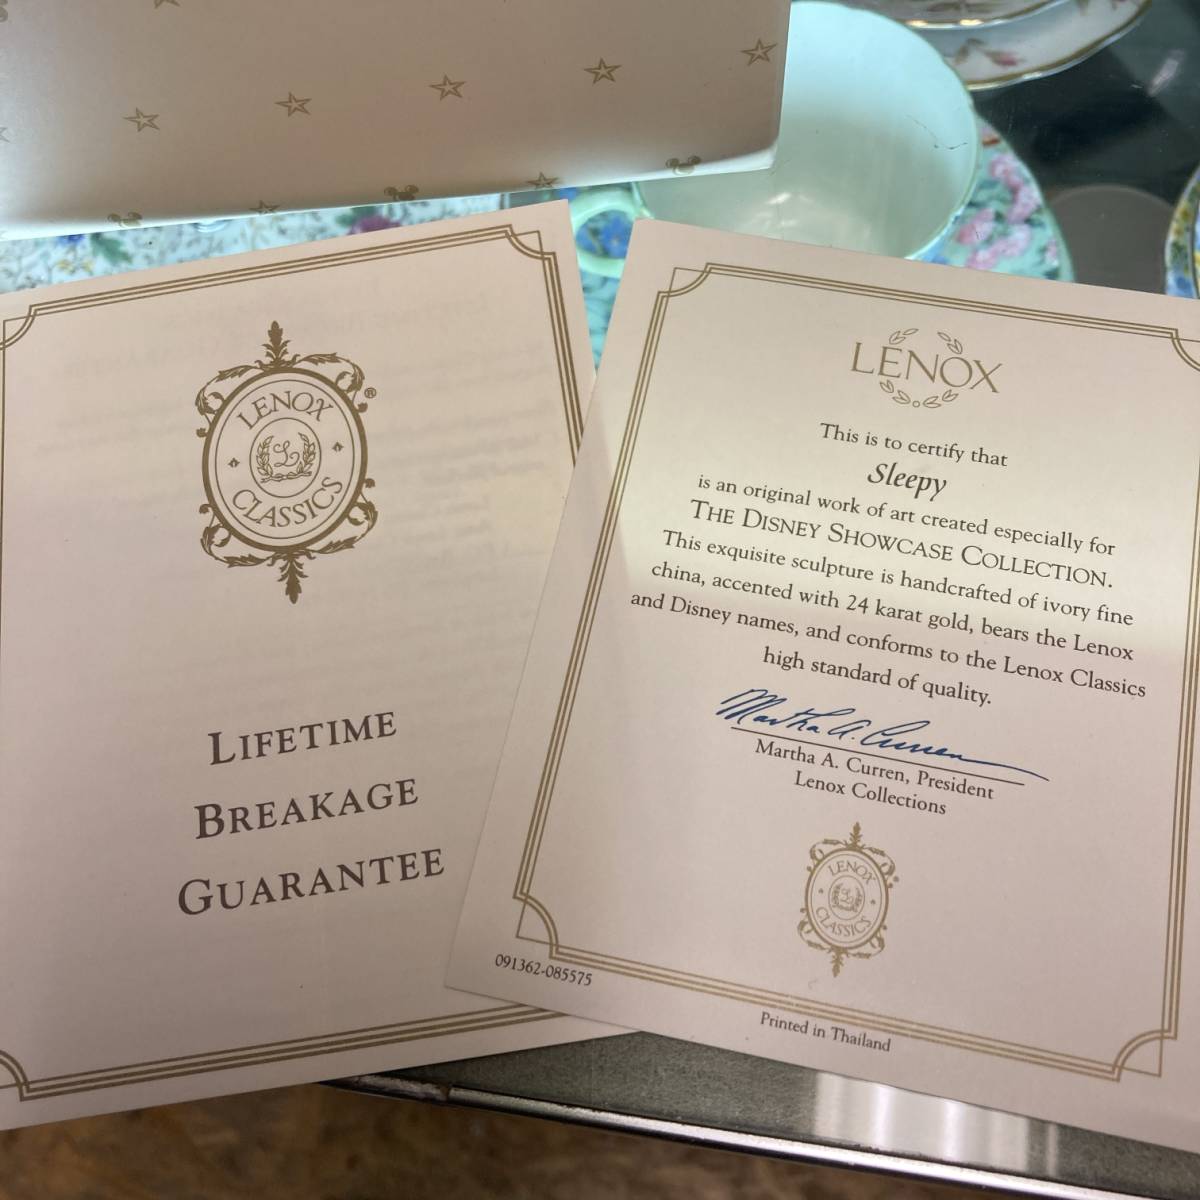 LENOX
L
CLASSICS
®
LIFETIME
BREAKAGE
GUARANTEE
LENOX
This is to certify that
Sleepy
is an original work of art created especially for
THE DISNEY SHOWCASE COLLECTION.
This exquisite sculpture is handcrafted of ivory fine
china, accented with 24 karat gold, bears the Lenox
and Disney names, and conforms to the Lenox Classics
high standard of quality.
Martha A. Curren
Martha A. Curren, President
Lenox Collections
LENOX
L
CLASSICS
091362-085575
Printed in Thailand